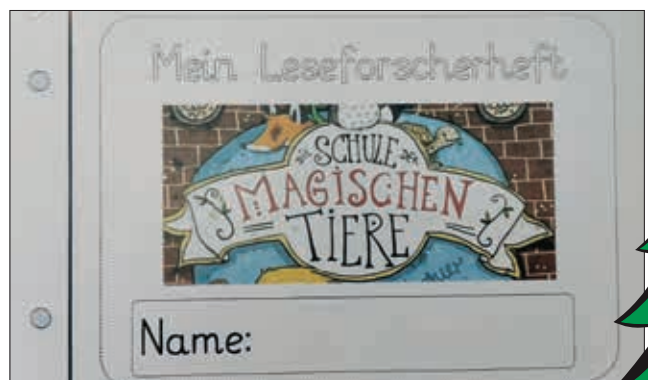 Mein Leseforscherheft
SCHULE
MAGISCHEN
TIERE
Name: